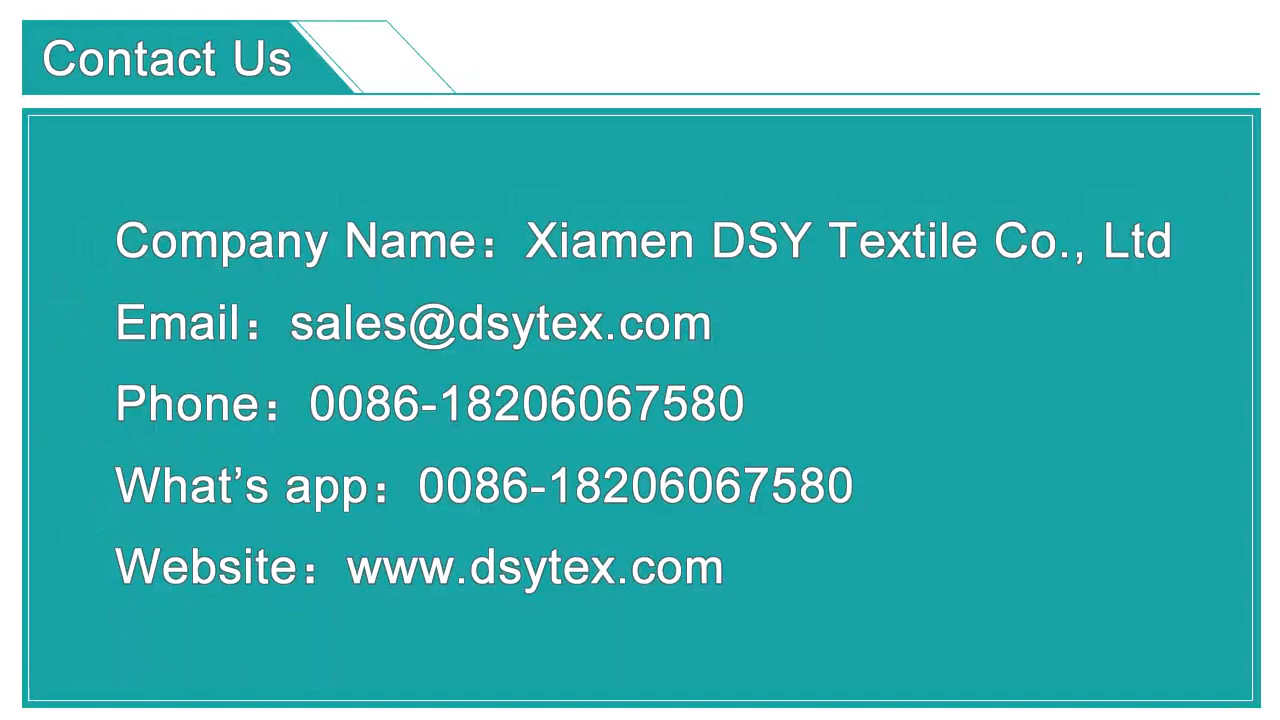 Contact Us
Company Name：Xiamen DSY Textile Co., Ltd
Email：sales@dsytex.com
Phone：0086-18206067580
What’s app：0086-18206067580
Website：www.dsytex.com